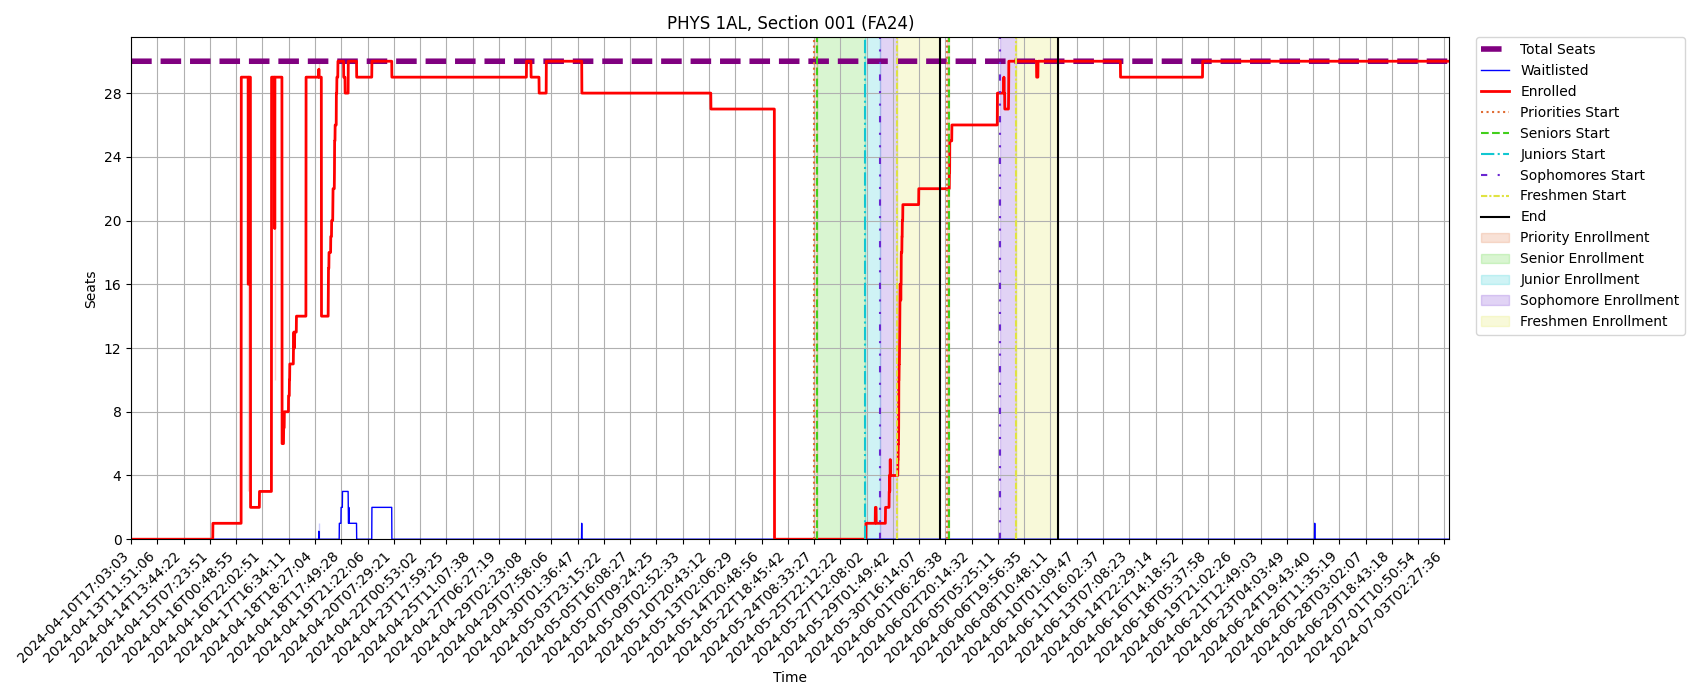 PHYS 1AL, Section 001 (FA24)
Seats
28
24
20
16
12
8
4
0
2024-04-10T17:03:03
2024-04-13T11:51:06
2024-04-14T13:44:22
2024-04-15T07:23:51
2024-04-16T00:48:55
2024-04-16T22:02:51
2024-04-17T16:34:11
2024-04-18T18:27:04
2024-04-18T17:49:28
2024-04-19T21:22:06
2024-04-20T07:29:21
2024-04-22T00:53:02
2024-04-23T17:59:25
2024-04-25T11:07:38
2024-04-27T06:27:19
2024-04-29T00:23:08
2024-04-29T07:58:06
2024-04-30T01:36:47
2024-05-03T23:15:22
2024-05-05T16:08:27
2024-05-07T09:24:25
2024-05-09T02:52:33
2024-05-10T20:43:12
2024-05-13T02:06:29
2024-05-14T20:48:56
2024-05-22T18:45:42
2024-05-24T08:33:27
2024-05-25T22:12:22
2024-05-27T12:08:02
2024-05-29T01:49:42
2024-05-30T16:14:07
2024-06-01T06:26:38
2024-06-02T20:14:32
2024-06-05T05:25:11
2024-06-06T19:56:35
2024-06-08T10:48:11
2024-06-10T01:09:47
2024-06-11T16:02:37
2024-06-13T07:08:23
2024-06-14T22:29:14
2024-06-16T14:18:52
2024-06-18T05:37:58
2024-06-19T21:02:26
2024-06-21T12:49:03
2024-06-23T04:03:49
2024-06-24T19:43:40
2024-06-26T11:35:19
2024-06-28T03:02:07
2024-06-29T18:43:18
2024-07-01T10:50:54
2024-07-03T02:27:36
Time
Total Seats
Waitlisted
Enrolled
Priorities Start
Seniors Start
Juniors Start
Sophomores Start
Freshmen Start
End
Priority Enrollment
Senior Enrollment
Junior Enrollment
Sophomore Enrollment
Freshmen Enrollment